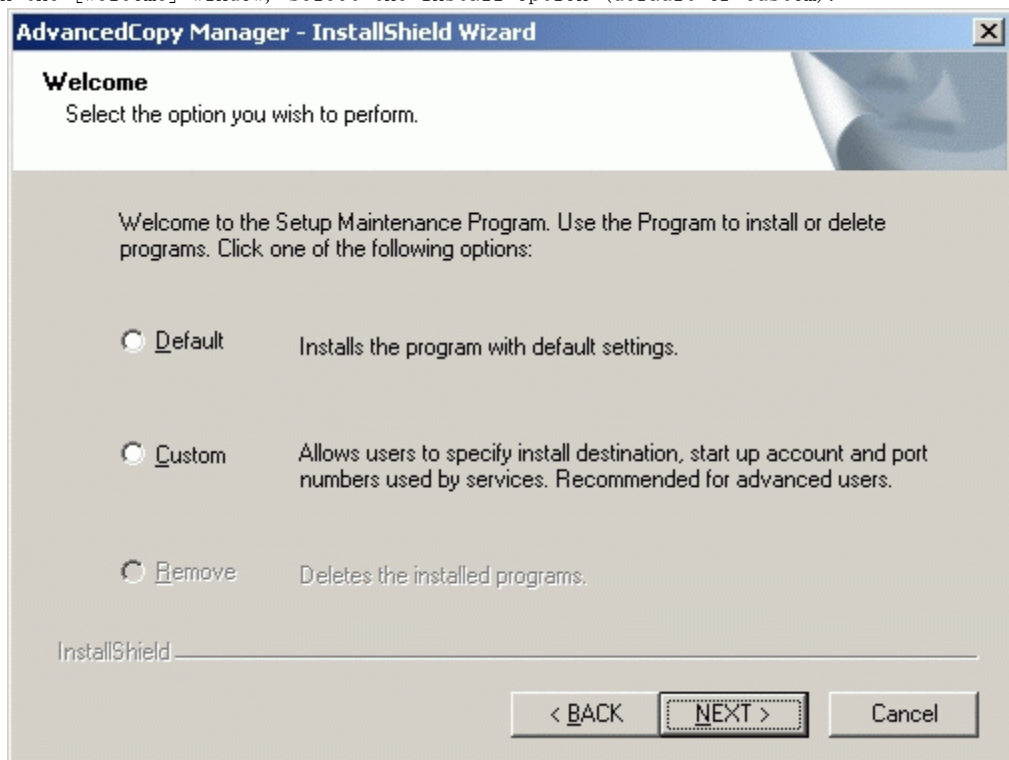 AdvancedCopy Manager - InstallShield Wizard
Welcome
Select the option you wish to perform.
Welcome to the Setup Maintenance Program. Use the Program to install or delete
programs. Click one of the following options:
Default
Installs the program with default settings.
Custom
Allows users to specify install destination, start up account and port
numbers used by services. Recommended for advanced users.
Remove
Deletes the installed programs.
InstallShield
< BACK
NEXT >
Cancel